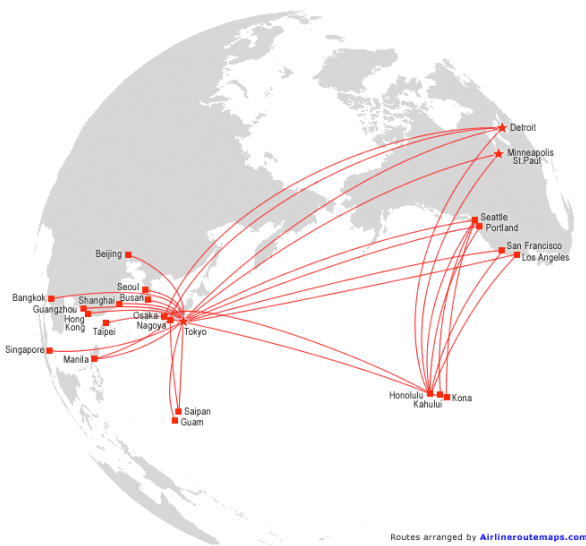 Detroit
Minneapolis
St.Paul
Seattle
Portland
San Francisco
Los Angeles
Beijing
Seoul
Bangkok
Shanghai
Busan
Guangzhou
Hong
Kong
Osaka
Nagoya
Taipei
Tokyo
Singapore
Manila
Honolulu
Kahului
Kona
Saipan
Guam
Routes arranged by Airlineroutemaps.com